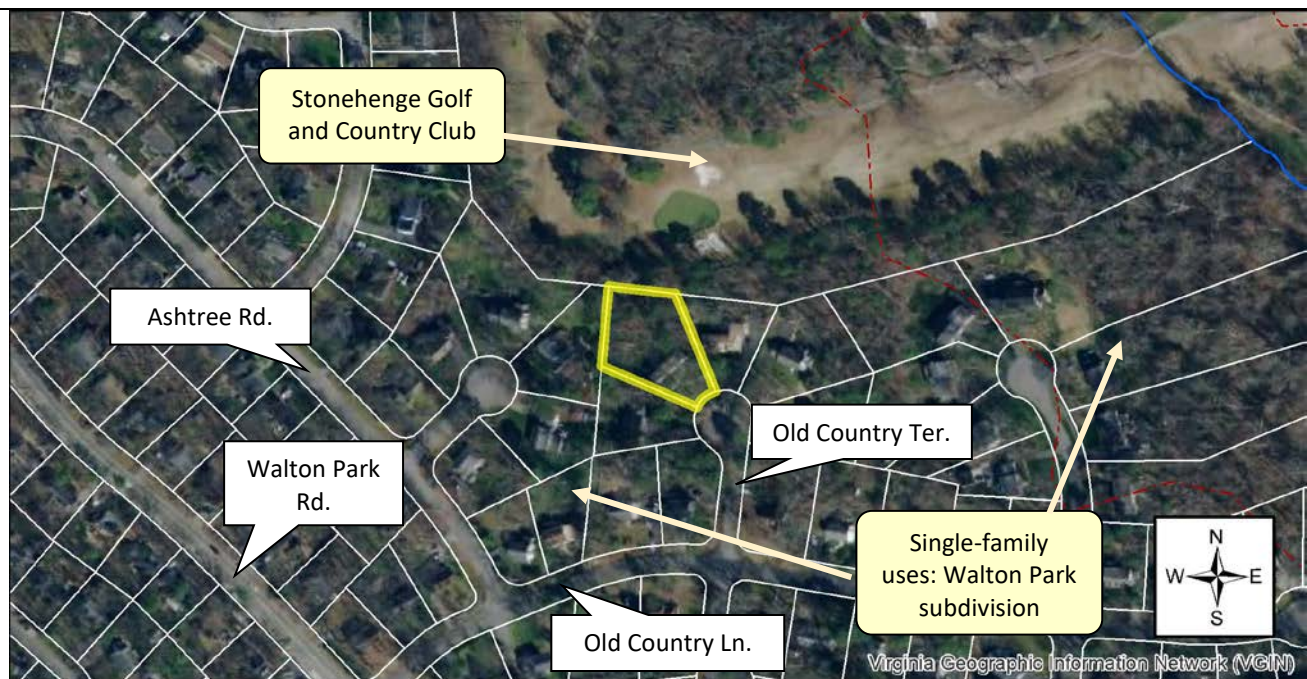 Stonehenge Golf
and Country Club
Ashtree Rd.
Walton Park
Rd.
Old Country Ter.
Single-family
uses: Walton Park
subdivision
Old Country Ln.
N
W E
S
Virginia Geographic Information Network (VGIN)